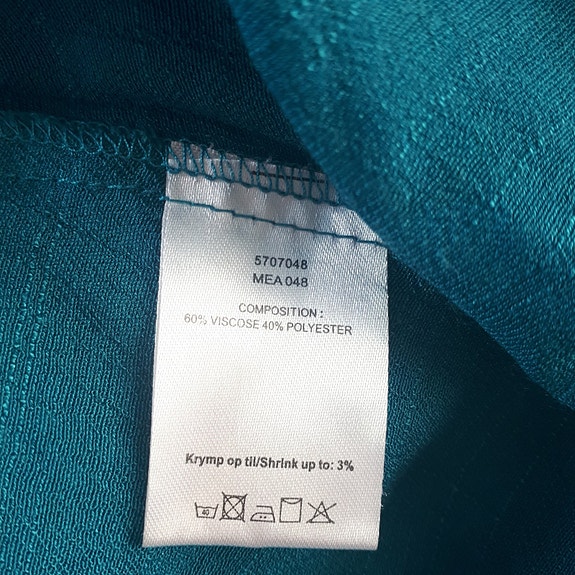 5707048
MEA 048
COMPOSITION :
60% VISCOSE 40% POLYESTER
Krymp op til/Shrink up to: 3%
40